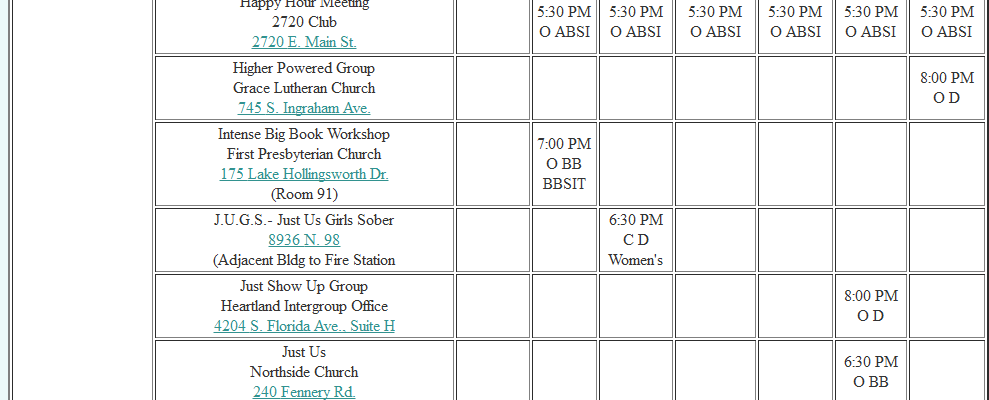 Happy Hour Meeting
2720 Club
2720 E. Main St.
5:30 PM
O ABSI
5:30 PM
O ABSI
5:30 PM
O ABSI
5:30 PM
O ABSI
5:30 PM
O ABSI
5:30 PM
O ABSI
Higher Powered Group
Grace Lutheran Church
745 S. Ingraham Ave.
8:00 PM
O D
Intense Big Book Workshop
First Presbyterian Church
175 Lake Hollingsworth Dr.
(Room 91)
7:00 PM
O BB
BBSIT
J.U.G.S.- Just Us Girls Sober
8936 N. 98
(Adjacent Bldg to Fire Station
6:30 PM
C D
Women's
Just Show Up Group
Heartland Intergroup Office
4204 S. Florida Ave.. Suite H
8:00 PM
O D
Just Us
Northside Church
240 Fennery Rd.
6:30 PM
O BB